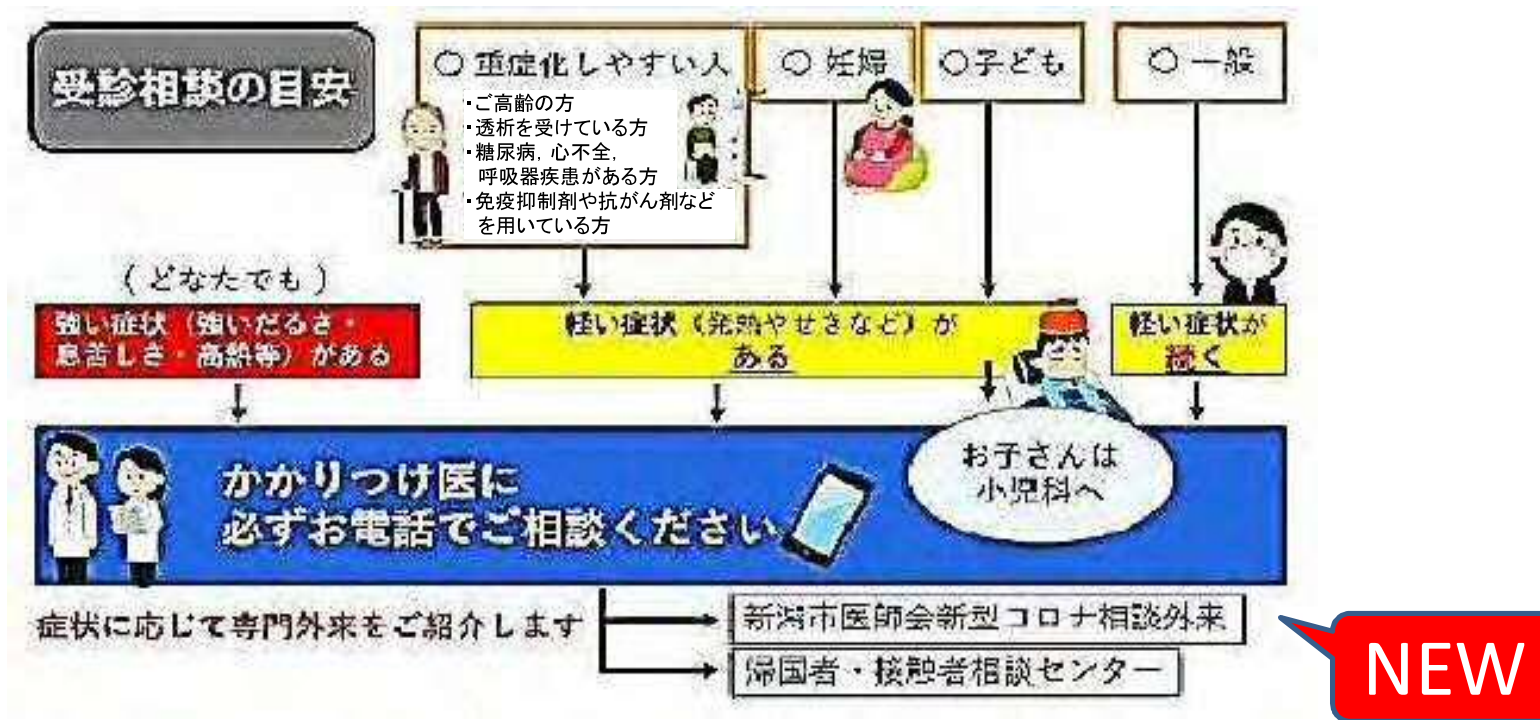 受診相談の目安
○ 重症化しやすい人
・ご高齢の方
・透析を受けている方
・糖尿病，心不全，
呼吸器疾患がある方
・免疫抑制剤や抗がん剤など
を用いている方
○ 妊婦
○子ども
○ 一般
（どなたでも）
強い症状（強いだるさ・
息苦しさ・高熱等）がある
軽い症状（発熱やせきなど）が
ある
軽い症状が
続く
かかりつけ医に
必ずお電話でご相談ください
お子さんは
小児科へ
症状に応じて専門外来をご紹介します
新潟市医師会新型コロナ相談外来
帰国者・接触者相談センター
NEW